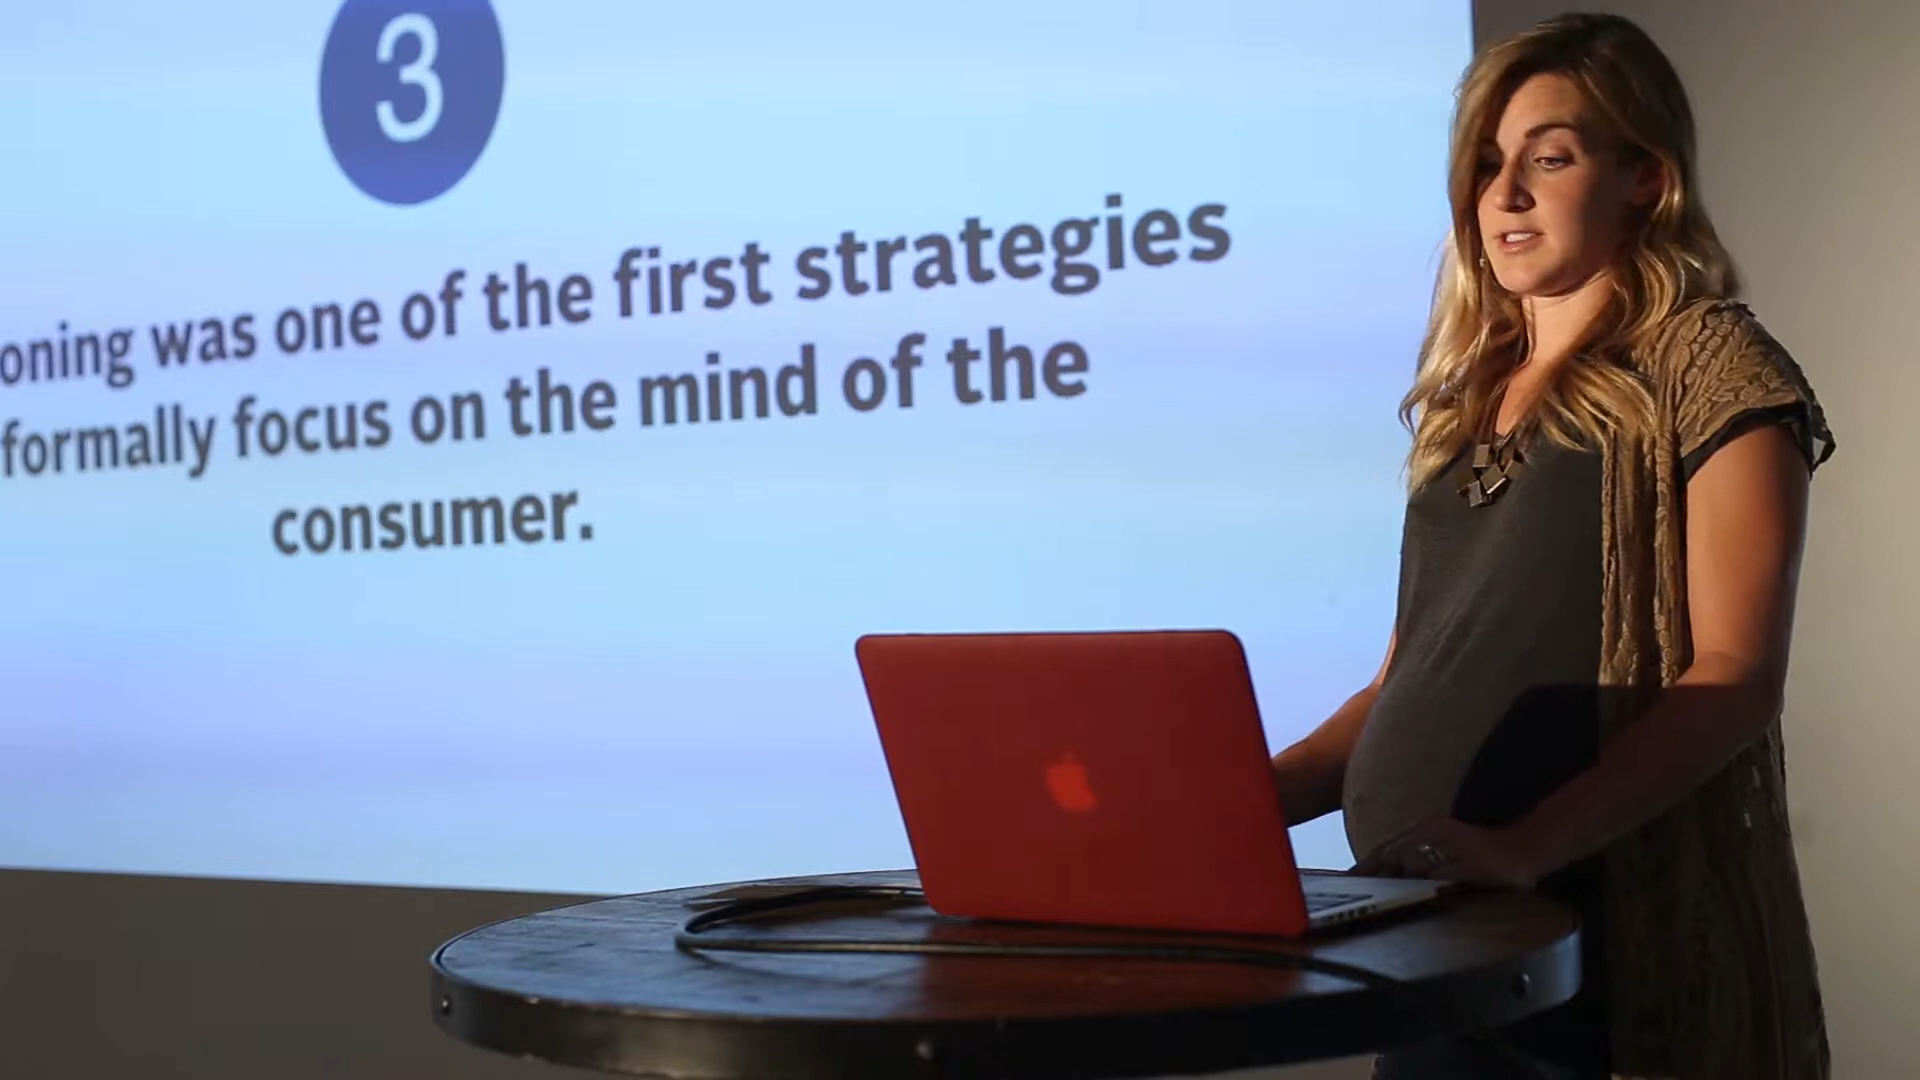 3
oning was one of the first strategies
formally focus on the mind of the
consumer.